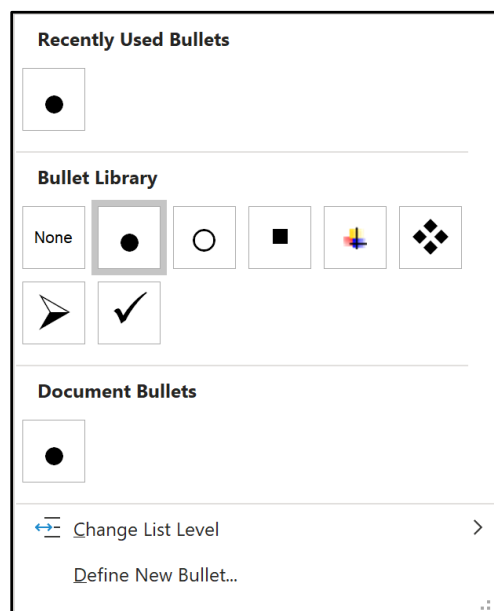 Recently Used Bullets
Bullet Library
None
Document Bullets
Change List Level
Define New Bullet...